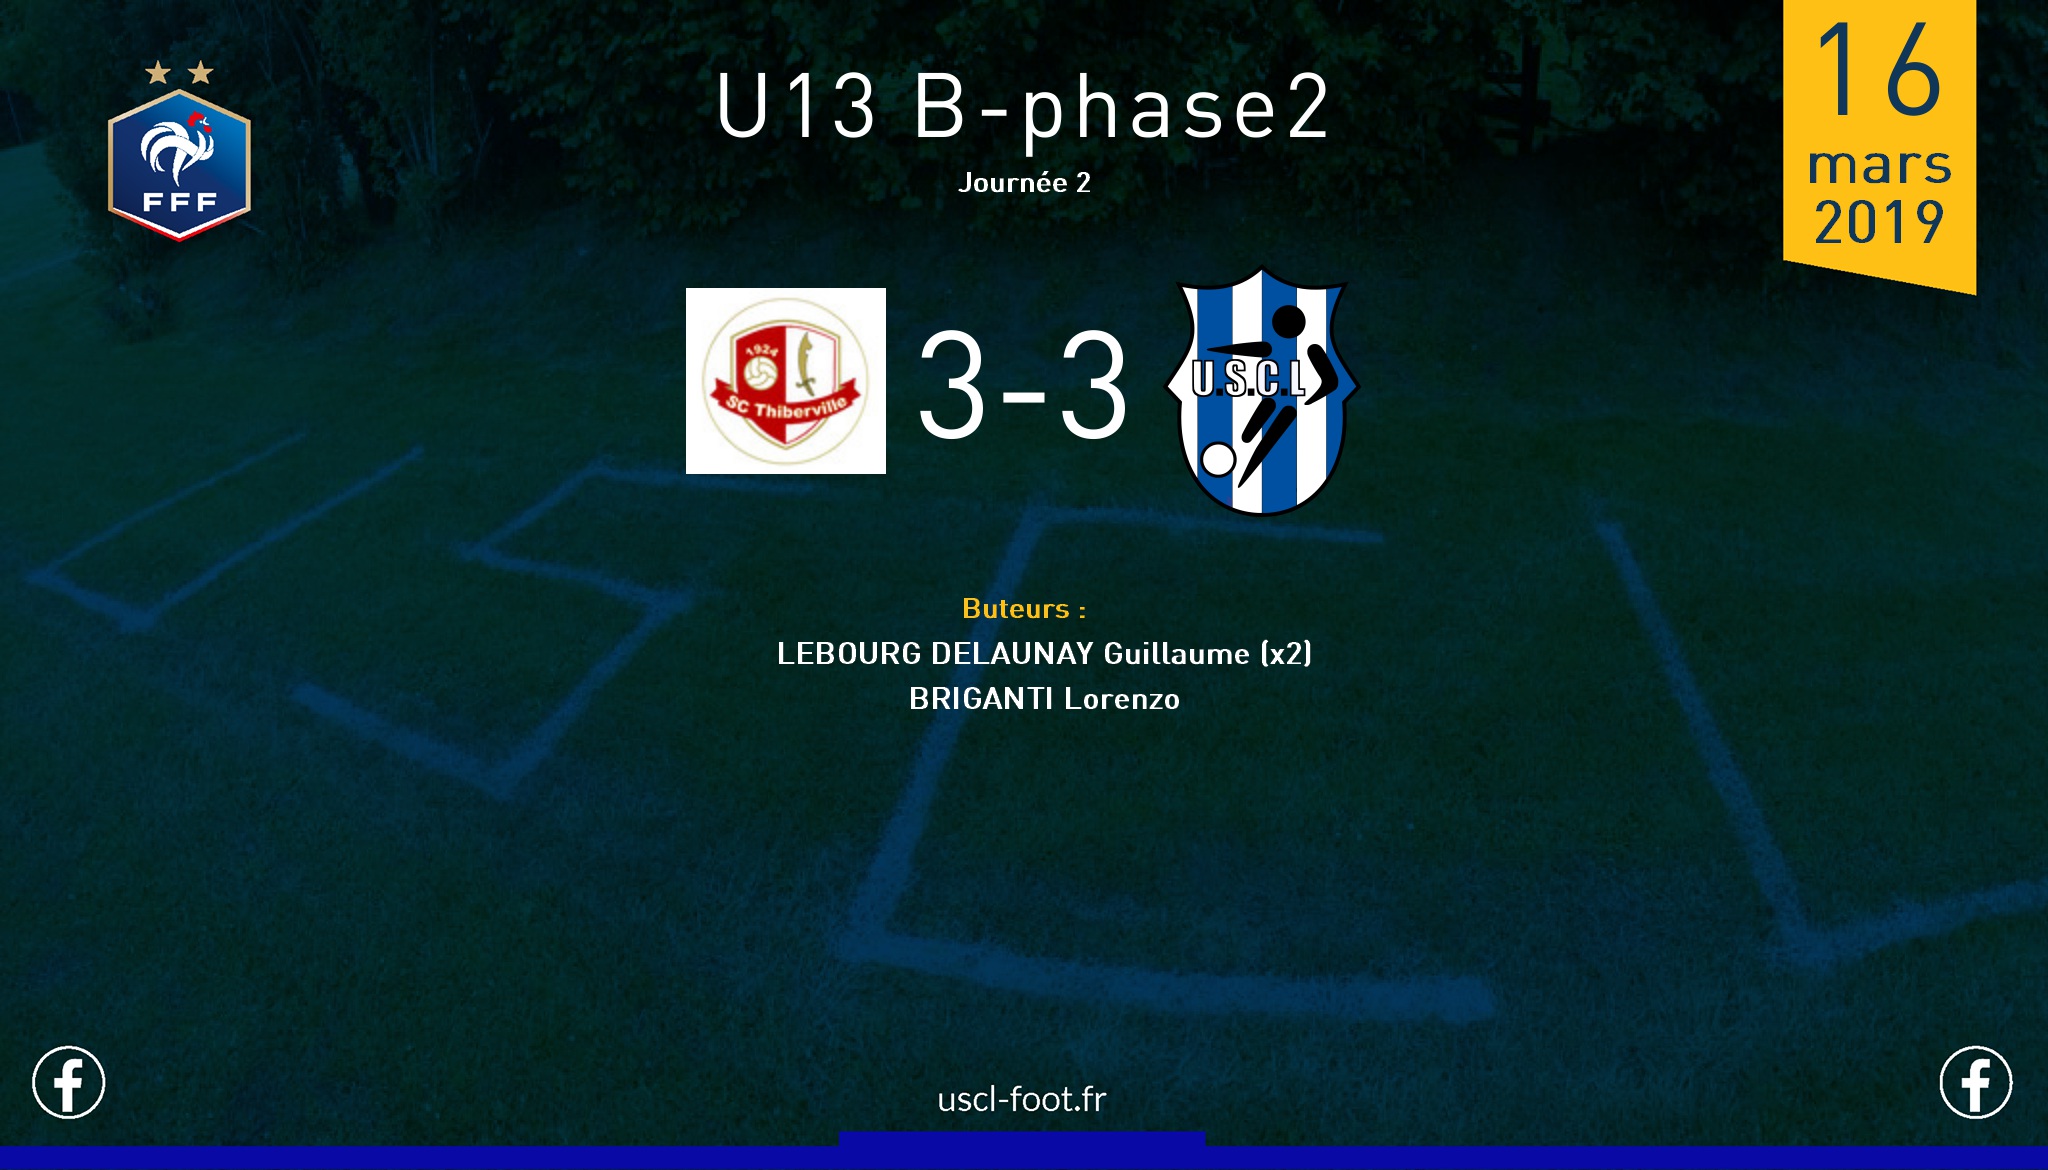 U13 B-phase2
Journée 2
16
mars
2019
FFF
1924
SC Thiberville
3-3
U.S.C.L
Buteurs :
LEBOURG DELAUNAY Guillaume (x2)
BRIGANTI Lorenzo
USCL
uscl-foot.fr